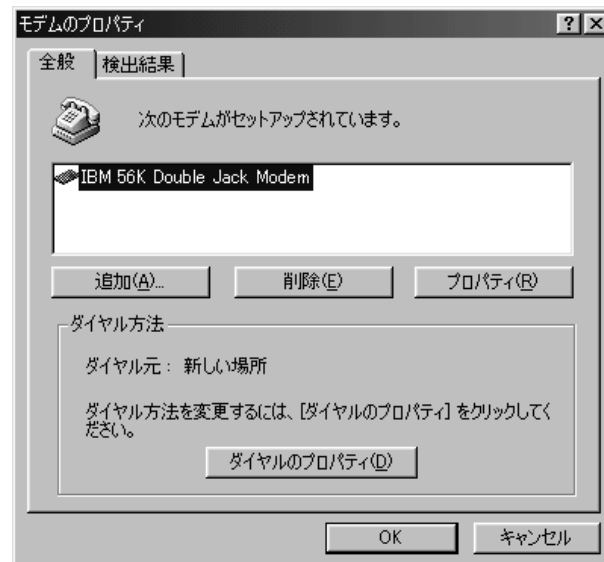 モデムのプロパティ
全般
検出結果
次のモデムがセットアップされています。
IBM 56K Double Jack Modem
追加(A)...
削除(E)
プロパティ(R)
ダイヤル方法
ダイヤル元： 新しい場所
ダイヤル方法を変更するには、[ダイヤルのプロパティ] をクリックしてく
ださい。
ダイヤルのプロパティ(D)
OK
キャンセル